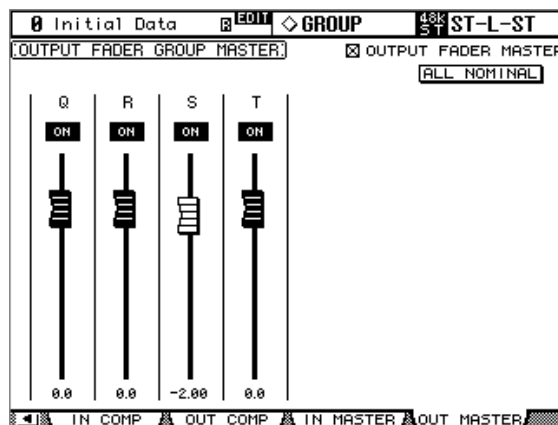 0 Initial Data EDIT ◇ GROUP 48K ST ST-L-ST
OUTPUT FADER GROUP MASTER
☒ OUTPUT FADER MASTER
ALL NOMINAL
Q R S T
ON ON ON ON
0.0 0.0 -2.00 0.0
◀ IN COMP OUT COMP IN MASTER OUT MASTER